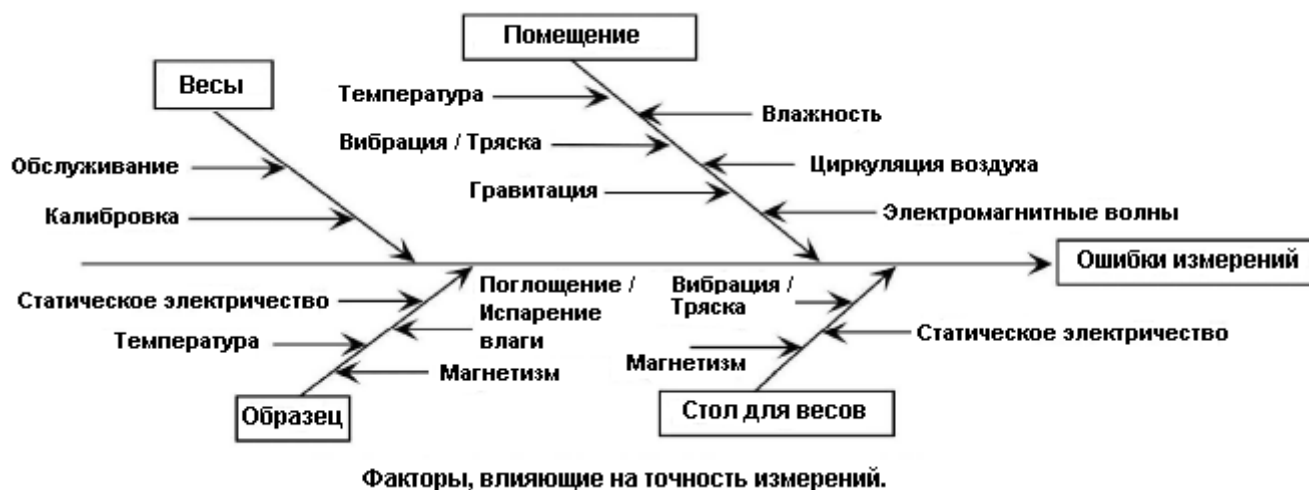 Помещение
Весы
Температура
Влажность
Вибрация / Тряска
Обслуживание
Циркуляция воздуха
Гравитация
Калибровка
Электромагнитные волны
Ошибки измерений
Поглощение /
Испарение
влаги
Вибрация /
Тряска
Статическое электричество
Статическое электричество
Температура
Магнетизм
Магнетизм
Образец
Стол для весов
Факторы, влияющие на точность измерений.